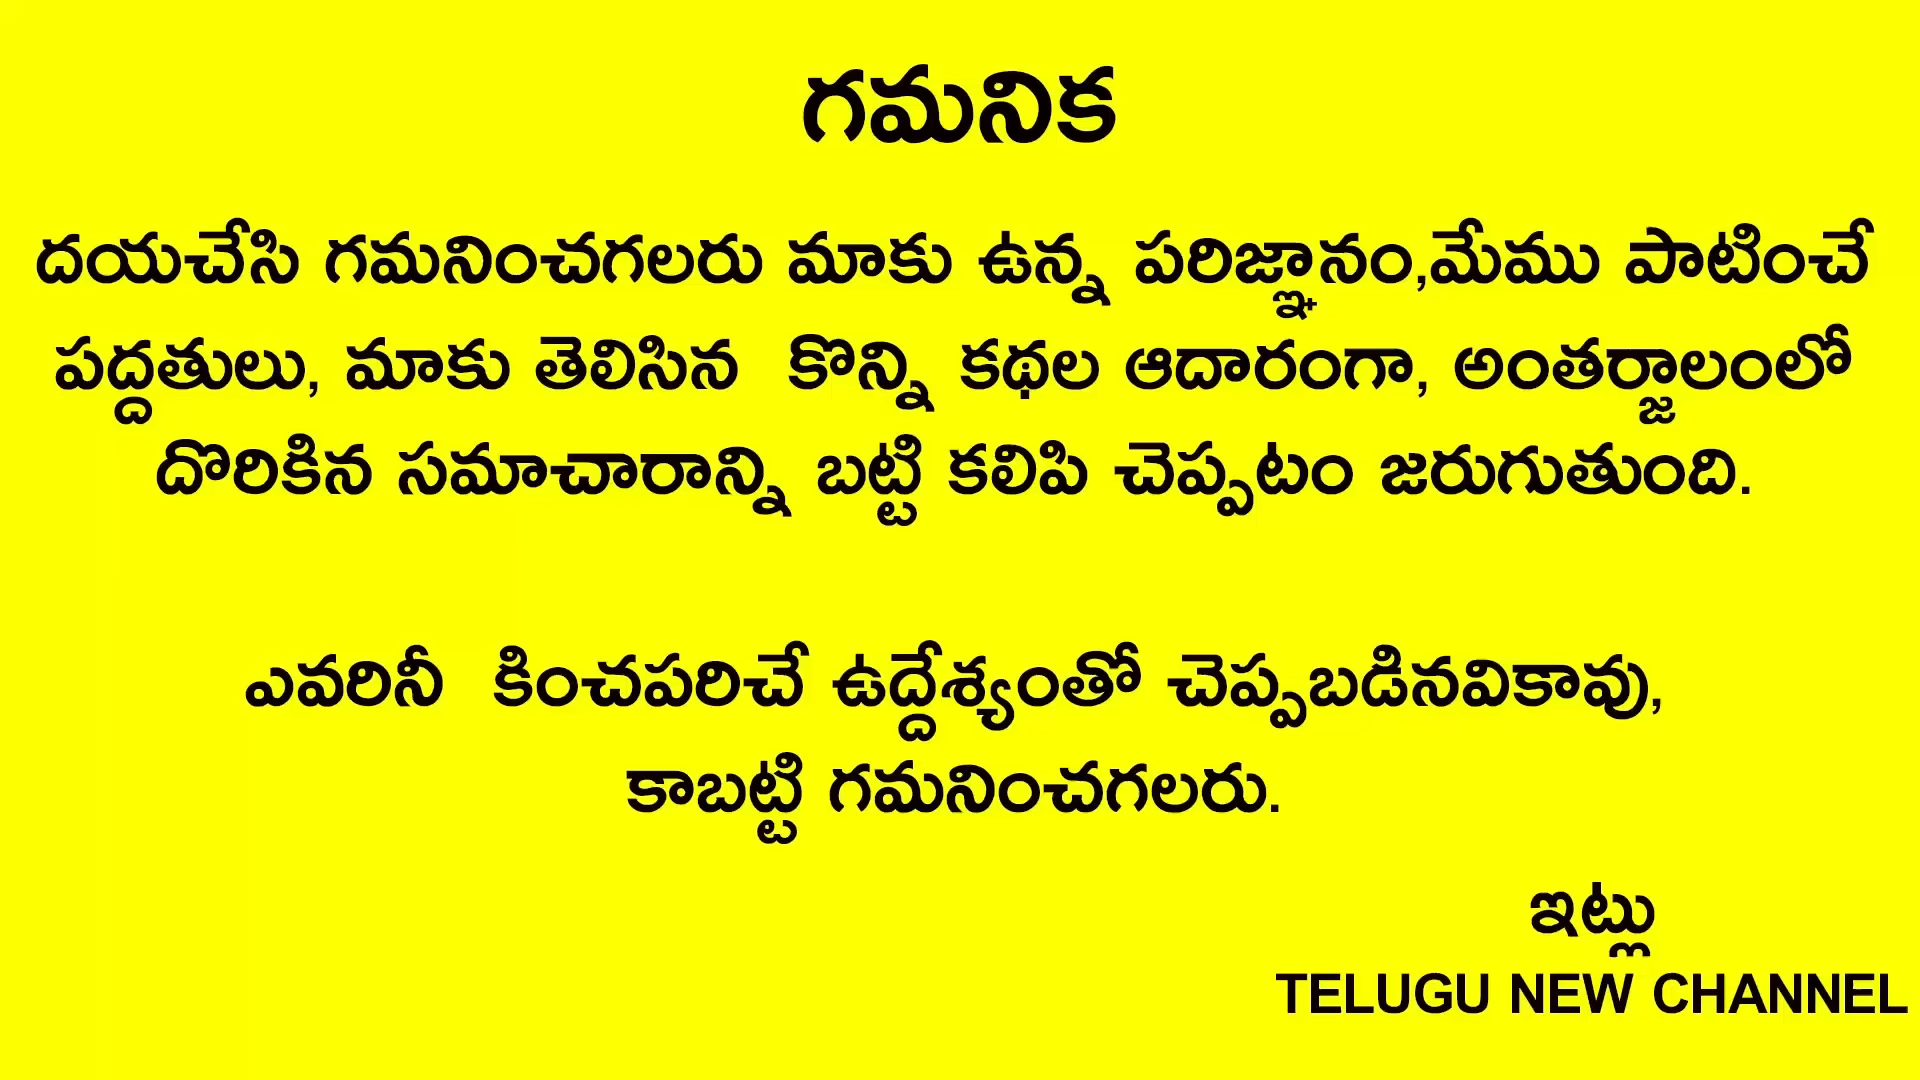 గమనిక
దయచేసి గమనించగలరు మాకు ఉన్న పరిజ్ఞానం,మేము పాటించే
పద్దతులు, మాకు తెలిసిన కొన్ని కథల ఆదారంగా, అంతర్జాలంలో
దొరికిన సమాచారాన్ని బట్టి కలిపి చెప్పటం జరుగుతుంది.
ఎవరినీ కించపరిచే ఉద్దేశ్యంతో చెప్పబడినవికావు,
కాబట్టి గమనించగలరు.
ఇట్లు
TELUGU NEW CHANNEL